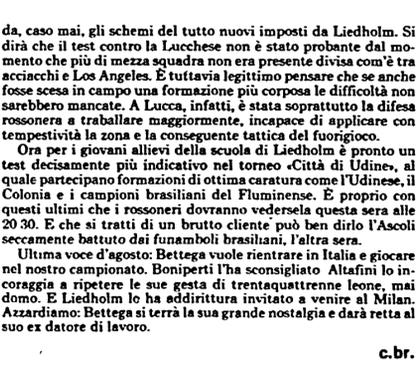 da, caso mai, gli schemi del tutto nuovi imposti da Liedholm. Si
dirà che il test contro la Lucchese non è stato probante dal mo-
mento che più di mezza squadra non era presente divisa com'è tra
acciacchi e Los Angeles. È tuttavia legittimo pensare che se anche
fosse scesa in campo una formazione più corposa le difficoltà non
sarebbero mancate. A Lucca, infatti, è stata soprattutto la difesa
rossonera a traballare maggiormente, incapace di applicare con
tempestività la zona e la conseguente tattica del fuorigioco.
Ora per i giovani allievi della scuola di Liedholm è pronto un
test decisamente più indicativo nel torneo «Città di Udine», al
quale partecipano formazioni di ottima caratura come l'Udinese, il
Colonia e i campioni brasiliani del Fluminense. È proprio con
questi ultimi che i rossoneri dovranno vedersela questa sera alle
20.30. E che si tratti di un brutto cliente può ben dirlo l'Ascoli
seccamente battuto dai funamboli brasiliani, l'altra sera.
Ultima voce d'agosto: Bettega vuole rientrare in Italia e giocare
nel nostro campionato. Boniperti l'ha sconsigliato Altafini lo in-
coraggia a ripetere le sue gesta di trentaquattrenne leone, mai
domo. E Liedholm lo ha addirittura invitato a venire al Milan.
Azzardiamo: Bettega si terrà la sua grande nostalgia e darà retta al
suo ex datore di lavoro.
c.br.